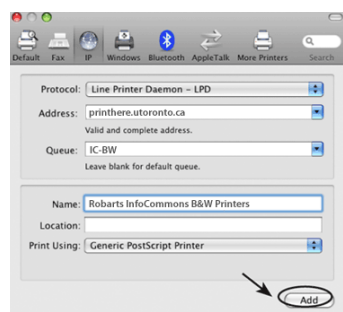 Default Fax IP Windows Bluetooth AppleTalk More Printers Search
Protocol: Line Printer Daemon – LPD
Address: printhere.utoronto.ca
Valid and complete address.
Queue: IC-BW
Leave blank for default queue.
Name: Robarts InfoCommons B&W Printers
Location:
Print Using: Generic PostScript Printer
Add